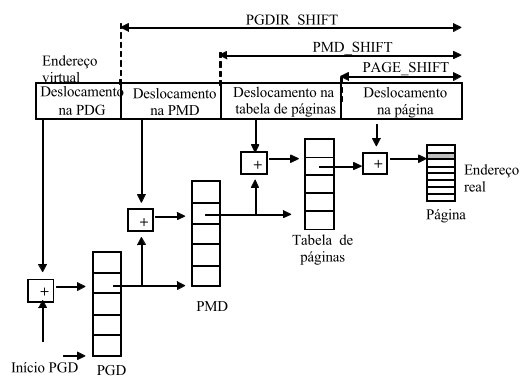 PGDIR_SHIFT
PMD_SHIFT
PAGE_SHIFT
Endereço
virtual
Deslocamento
na PDG
Deslocamento
na PMD
Deslocamento na
tabela de páginas
Deslocamento
na página
+
+
+
+
Endereço
real
Página
Tabela de
páginas
PMD
Início PGD
PGD